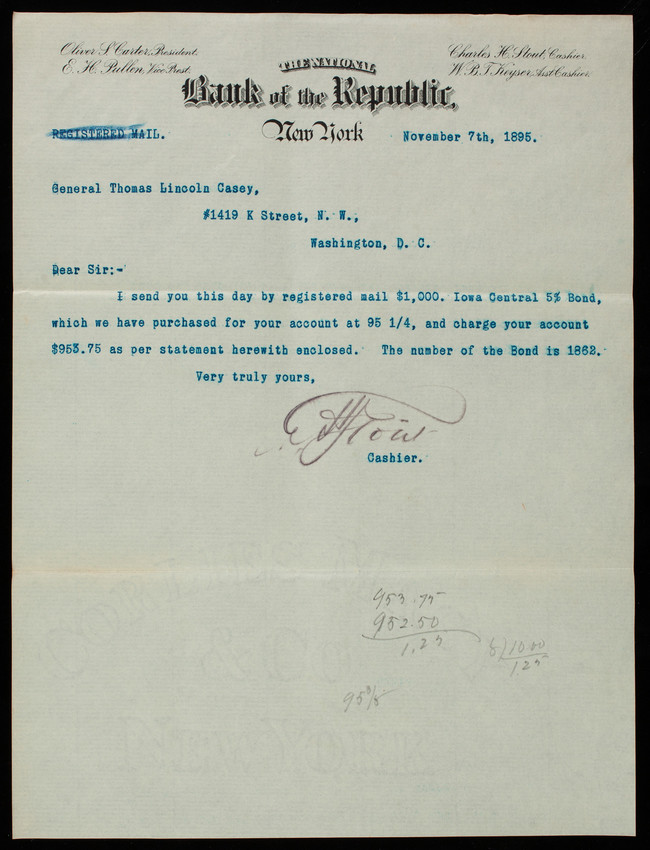 Oliver S. Carter, President.
E. H. Pullen, Vice Prest.
Charles H. Stout, Cashier.
W. B. T. Keyser, Asst Cashier.
THE NATIONAL
Bank of the Republic,
New York
REGISTERED MAIL.
November 7th, 1895.
General Thomas Lincoln Casey,
#1419 K Street, N. W.,
Washington, D. C.
Dear Sir:-
I send you this day by registered mail $1,000. Iowa Central 5% Bond,
which we have purchased for your account at 95 1/4, and charge your account
$953.75 as per statement herewith enclosed. The number of the Bond is 1862.
Very truly yours,
CH Stout
Cashier.
953.75
952.50
1.25
8)10.00
125
95 3/8